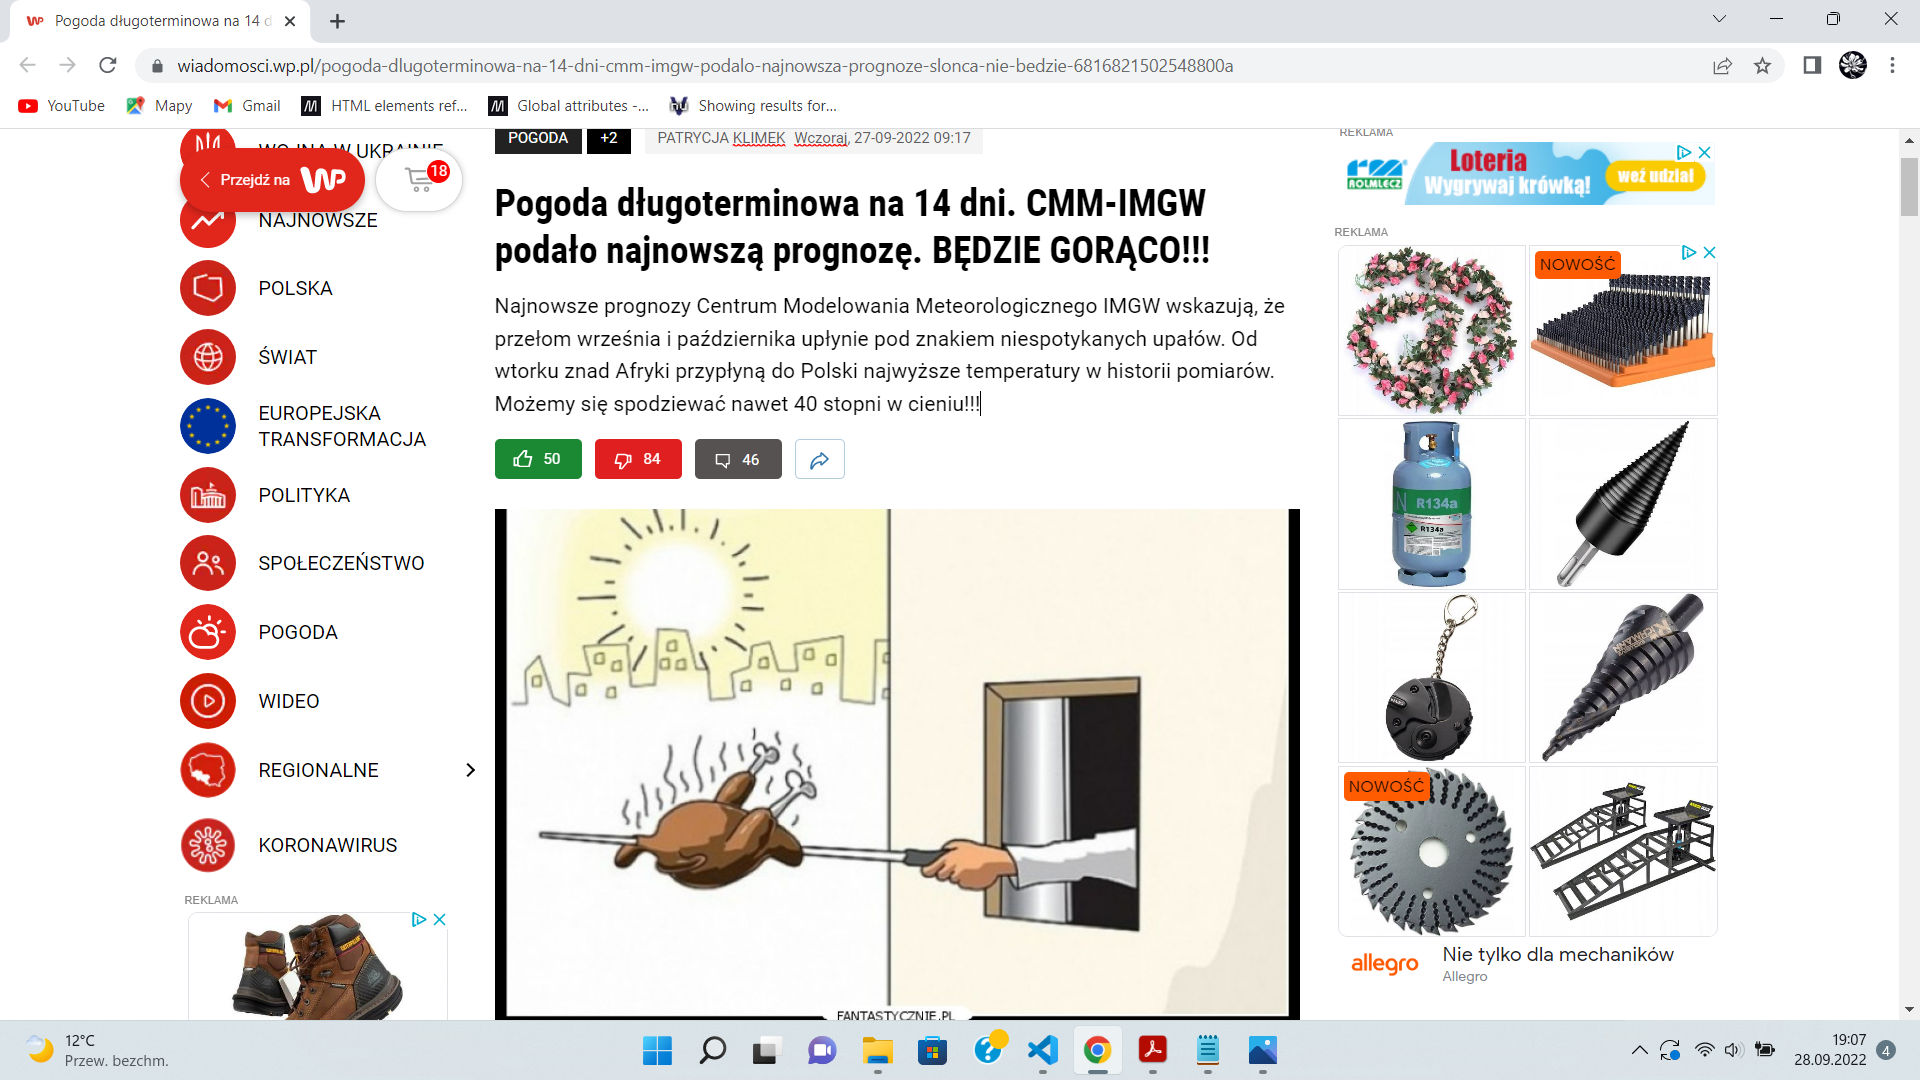 Pogoda długoterminowa na 14 d
wiadomosci.wp.pl/pogoda-dlugoterminowa-na-14-dni-cmm-imgw-podalo-najnowsza-prognoze-slonca-nie-bedzie-6816821502548800a
YouTube Mapy Gmail HTML elements ref... Global attributes -... Showing results for...
WOJNA W UKRAINIE
Przejdź na WP 18
NAJNOWSZE
POLSKA
ŚWIAT
EUROPEJSKA
TRANSFORMACJA
POLITYKA
SPOŁECZEŃSTWO
POGODA
WIDEO
REGIONALNE
KORONAWIRUS
REKLAMA
POGODA +2 PATRYCJA KLIMEK Wczoraj, 27-09-2022 09:17
Pogoda długoterminowa na 14 dni. CMM-IMGW
podało najnowszą prognozę. BĘDZIE GORĄCO!!!
Najnowsze prognozy Centrum Modelowania Meteorologicznego IMGW wskazują, że
przełom września i października upłynie pod znakiem niespotykanych upałów. Od
wtorku znad Afryki przypłyną do Polski najwyższe temperatury w historii pomiarów.
Możemy się spodziewać nawet 40 stopni w cieniu!!!
50 84 46
FANTASTYCZNIE.PL
REKLAMA
ROLMLECZ
Loteria
Wygrywaj krówkę!
weź udział
REKLAMA
NOWOŚĆ
N R134a
R134a
NOWOŚĆ
allegro
Nie tylko dla mechaników
Allegro
12°C
Przew. bezchm.
19:07
28.09.2022 4